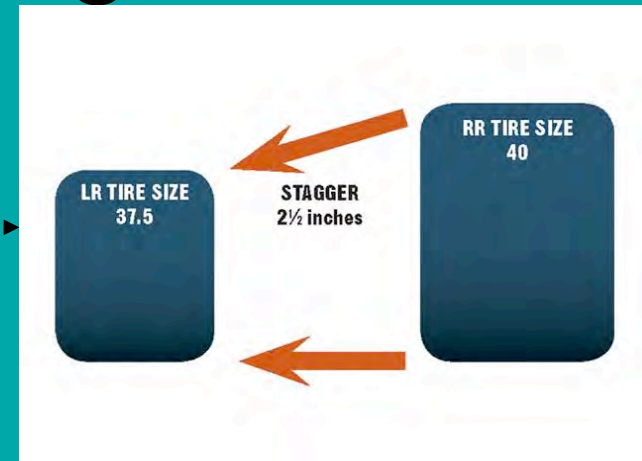 RR TIRE SIZE
40
LR TIRE SIZE
37.5
STAGGER
2½ inches